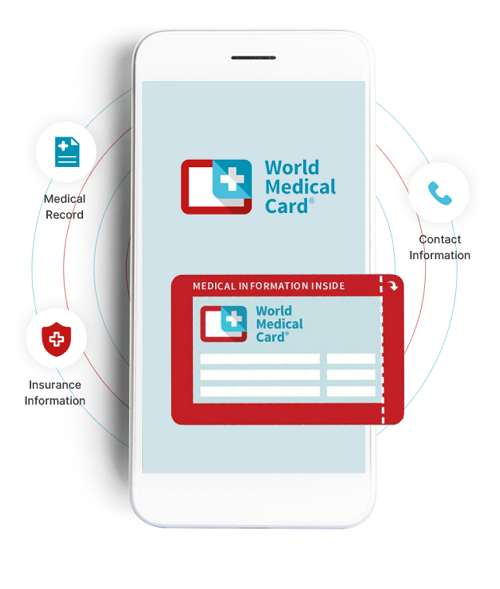 World
Medical
Card®
Medical
Record
Contact
Information
MEDICAL INFORMATION INSIDE
World
Medical
Card®
Insurance
Information